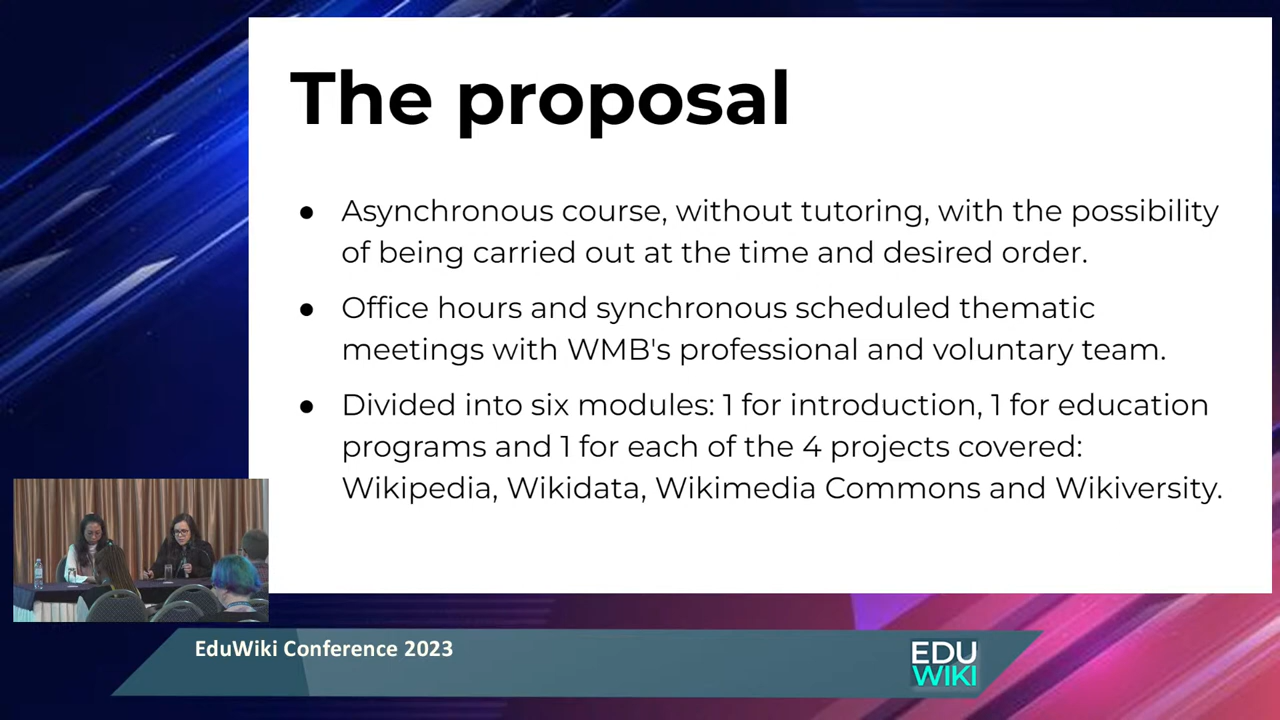 The proposal
● Asynchronous course, without tutoring, with the possibility
of being carried out at the time and desired order.
● Office hours and synchronous scheduled thematic
meetings with WMB's professional and voluntary team.
● Divided into six modules: 1 for introduction, 1 for education
programs and 1 for each of the 4 projects covered:
Wikipedia, Wikidata, Wikimedia Commons and Wikiversity.
EduWiki Conference 2023
EDU
WIKI